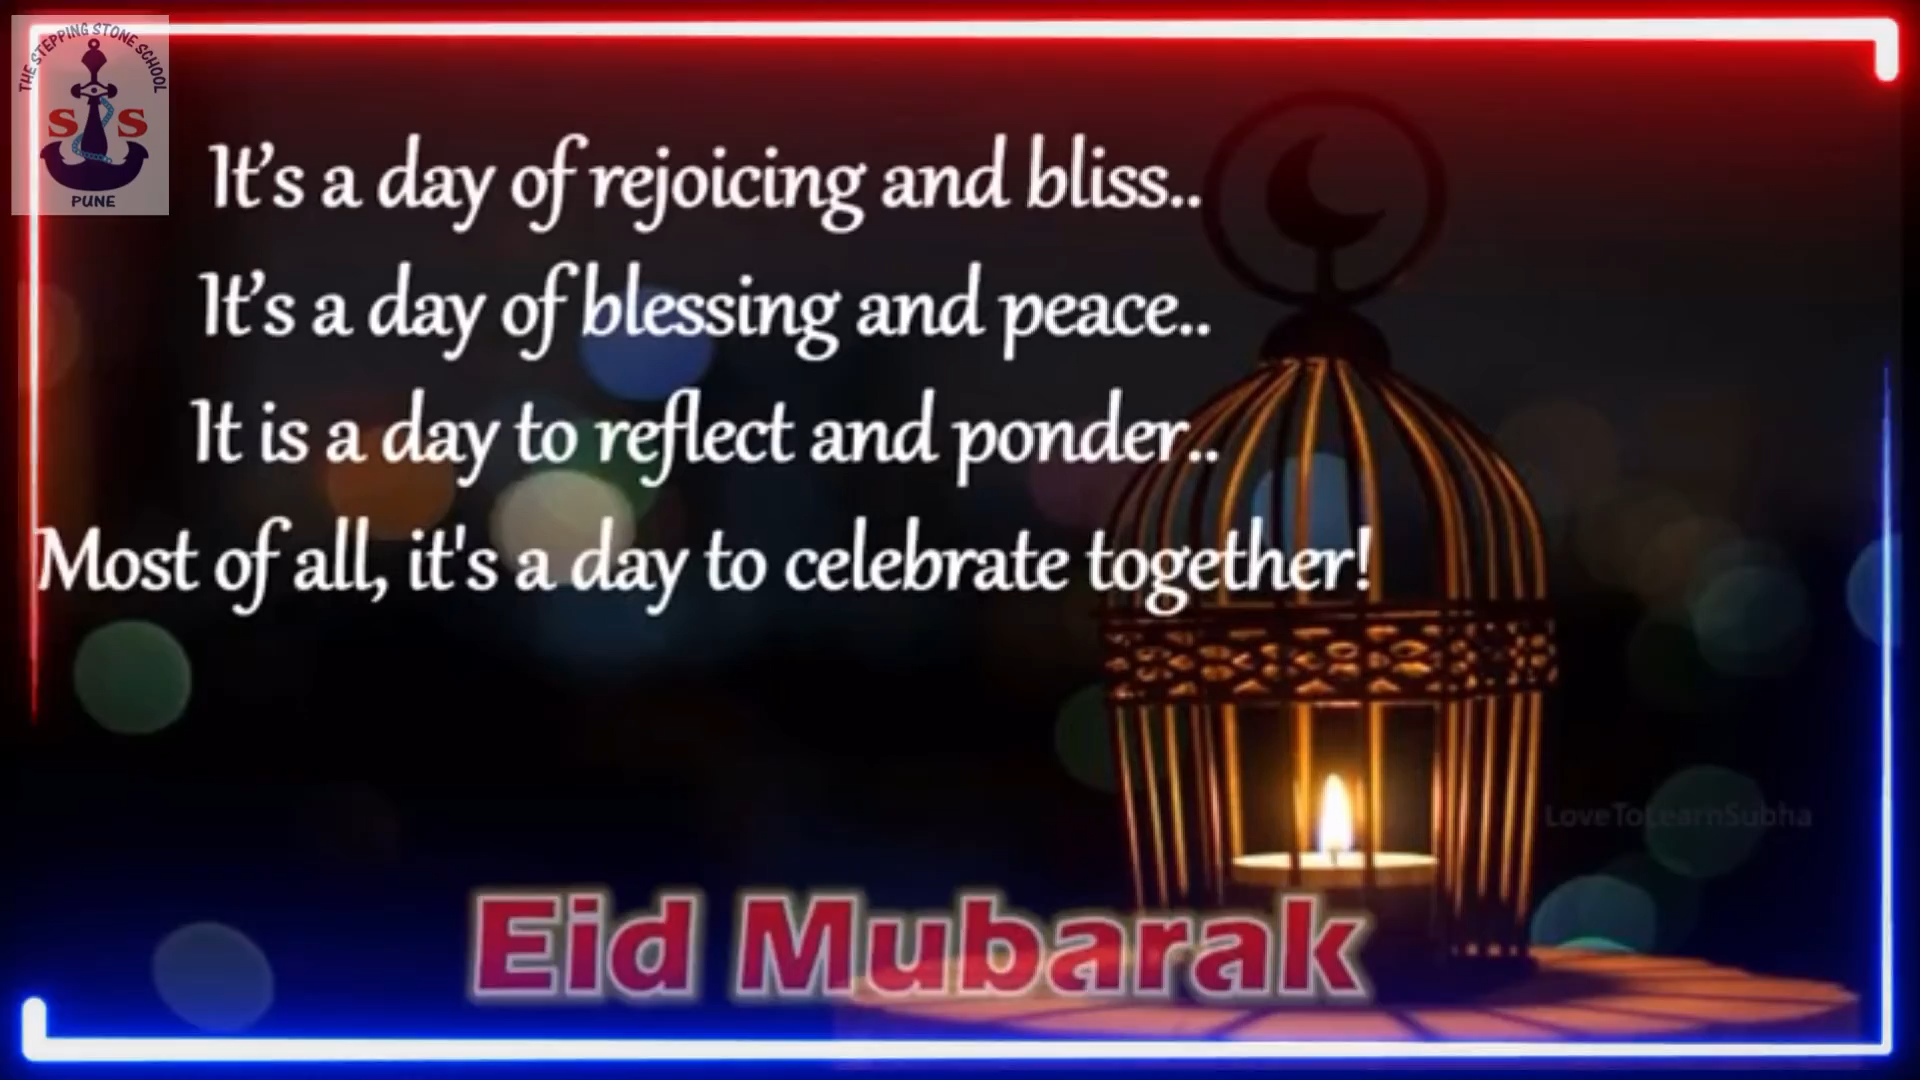 THE STEPPING STONE SCHOOL
S S
PUNE
It’s a day of rejoicing and bliss..
It’s a day of blessing and peace..
It is a day to reflect and ponder..
Most of all, it's a day to celebrate together!
LoveToLearnSubha
Eid Mubarak